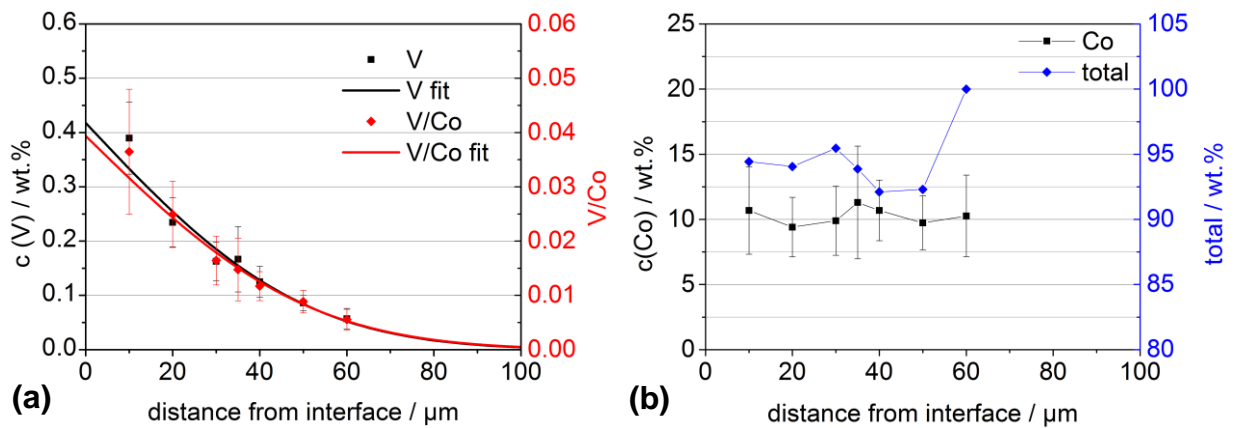 0.6
0.5
0.4
0.3
0.2
0.1
0.0
c (V) / wt.%
V
V fit
V/Co
V/Co fit
0.06
0.05
0.04
0.03
0.02
0.01
0.00
V/Co
0 20 40 60 80 100
distance from interface / µm
(a)
25
20
15
10
5
0
c(Co) / wt.%
Co
total
105
100
95
90
85
80
total / wt.%
0 20 40 60 80 100
distance from interface / µm
(b)